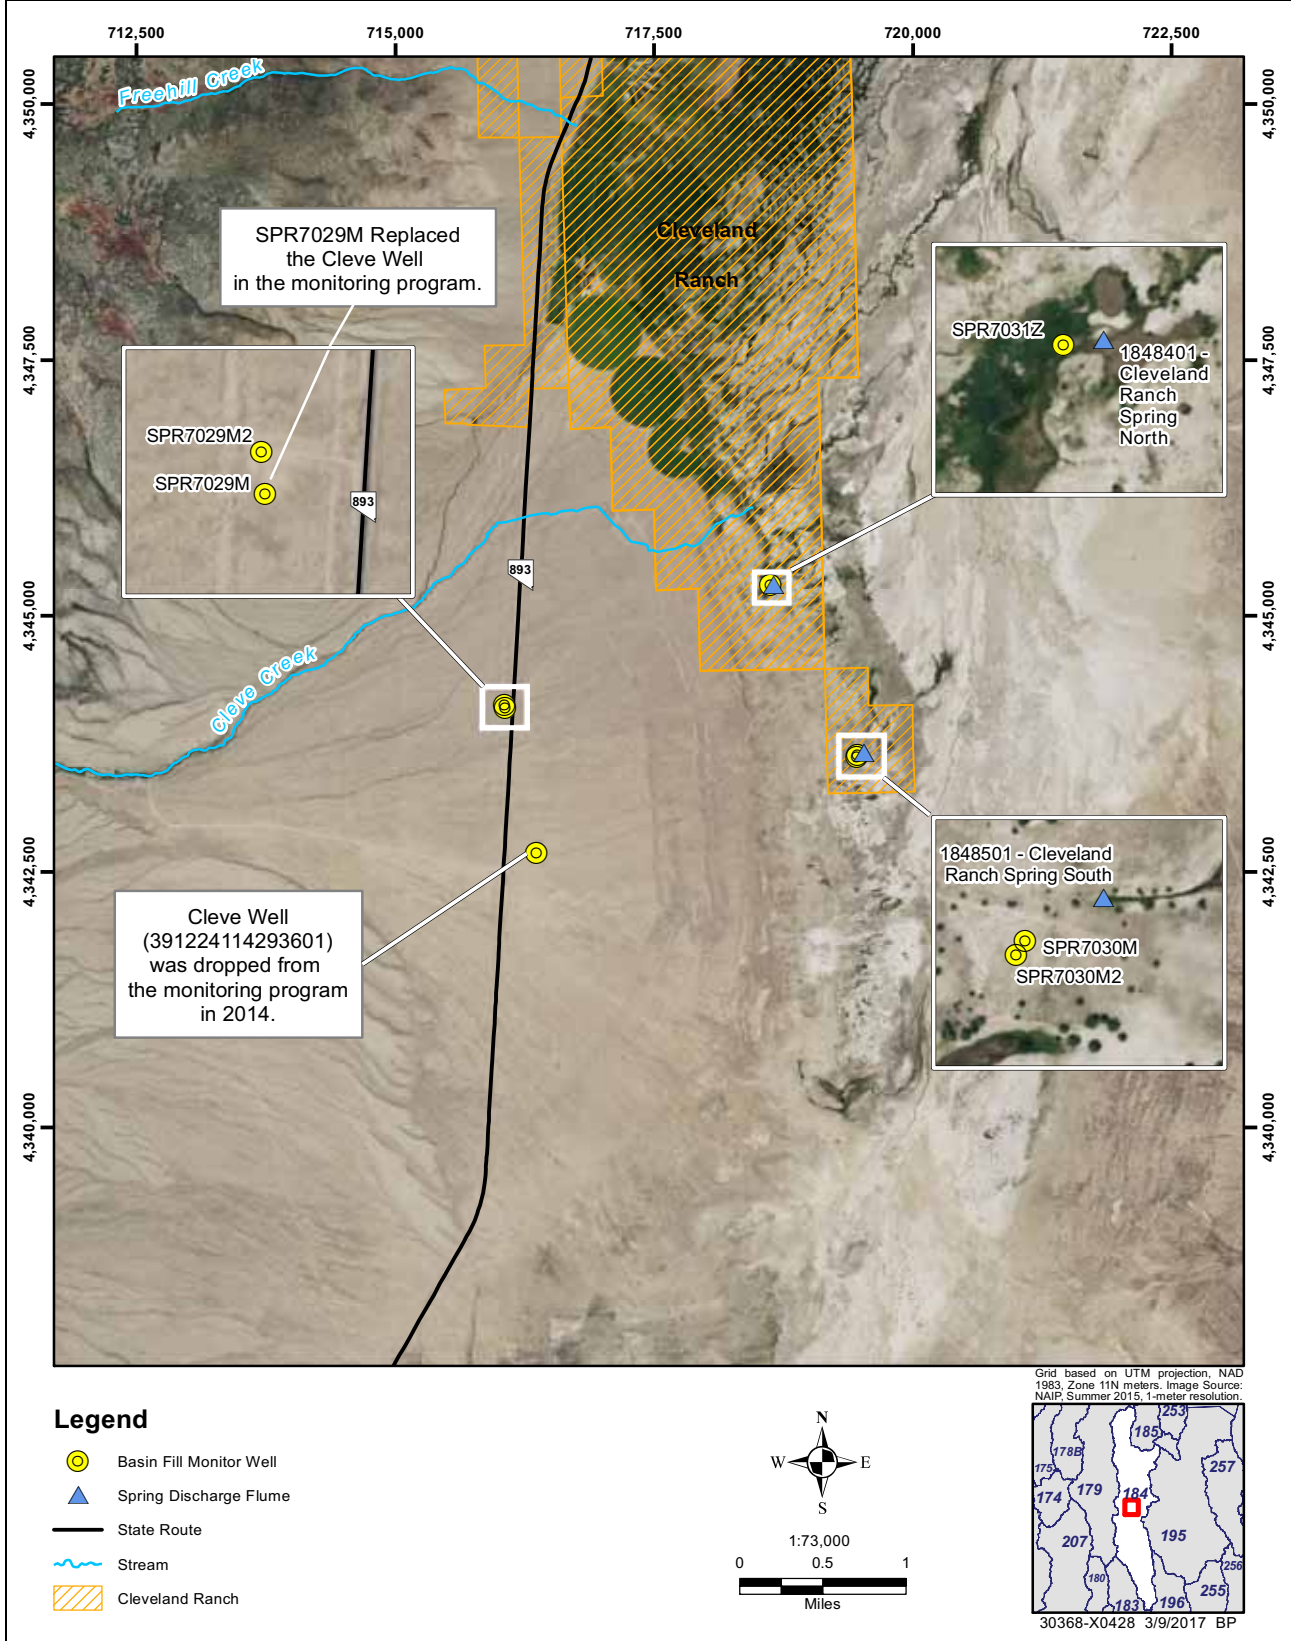 712,500
715,000
717,500
720,000
722,500
4,350,000
4,347,500
4,345,000
4,342,500
4,340,000
4,350,000
4,347,500
4,345,000
4,342,500
4,340,000
Freehill Creek
Cleveland
Ranch
SPR7029M Replaced
the Cleve Well
in the monitoring program.
SPR7029M2
SPR7029M
893
SPR7031Z
1848401 -
Cleveland
Ranch
Spring
North
893
Cleve Creek
1848501 - Cleveland
Ranch Spring South
SPR7030M
SPR7030M2
Cleve Well
(391224114293601)
was dropped from
the monitoring program
in 2014.
Legend
Basin Fill Monitor Well
Spring Discharge Flume
State Route
Stream
Cleveland Ranch
N
W E
S
1:73,000
0 0.5 1
Miles
Grid based on UTM projection, NAD
1983, Zone 11N meters. Image Source:
NAIP, Summer 2015, 1-meter resolution.
253
185
178B
175
257
174
179
184
207
195
180
256
255
183
196
30368-X0428 3/9/2017 BP